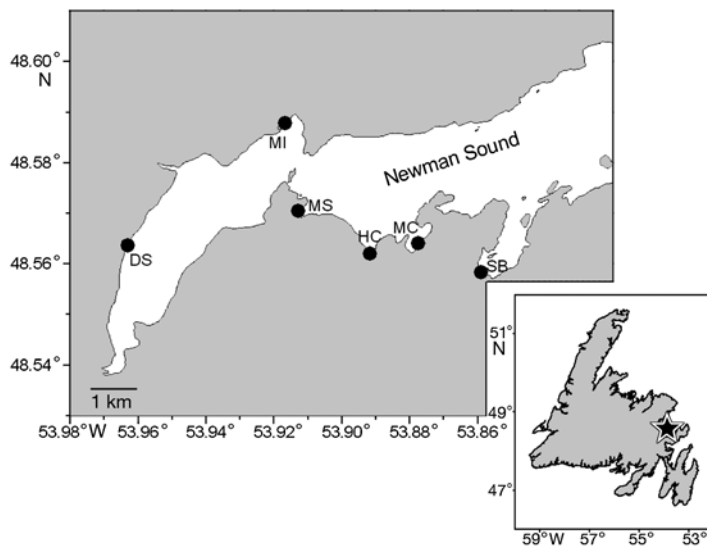 48.60°
N
48.58°
48.56°
48.54°
MI
Newman Sound
MS
HC
MC
DS
SB
1 km
53.98°W
53.96°
53.94°
53.92°
53.90°
53.88°
53.86°
51°
N
49°
47°
59°W
57°
55°
53°